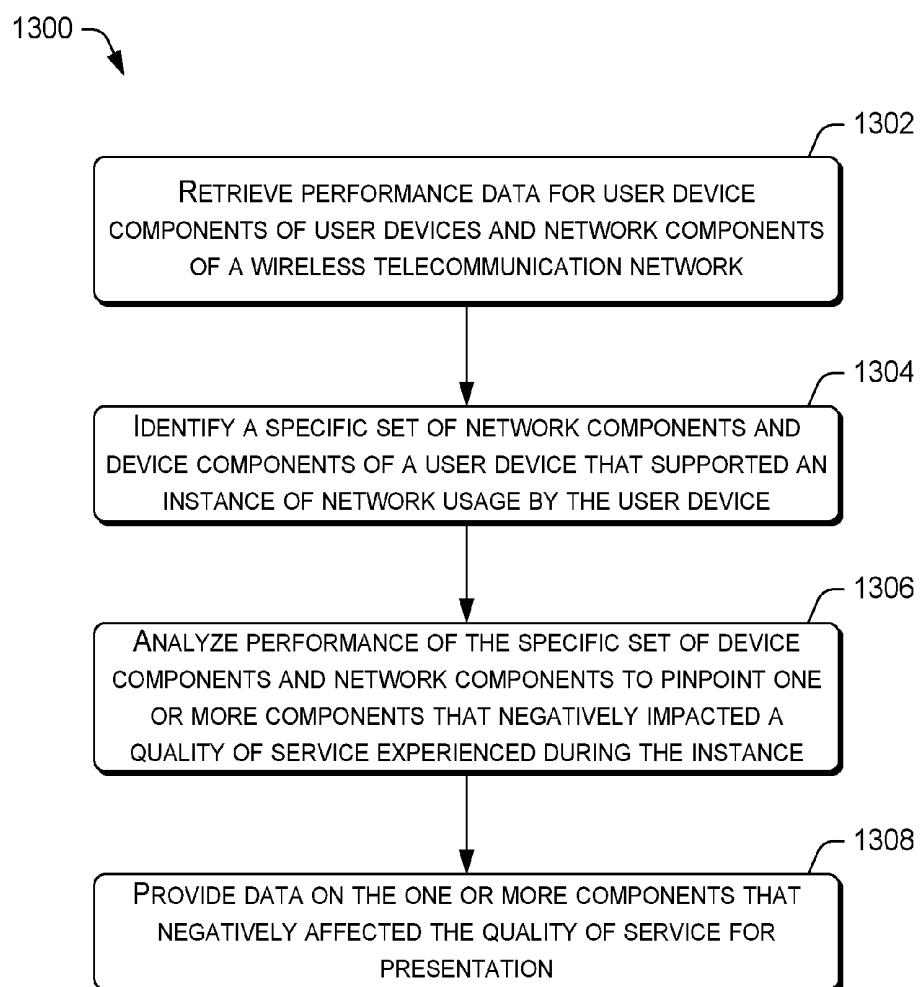 1300
1302
RETRIEVE PERFORMANCE DATA FOR USER DEVICE
COMPONENTS OF USER DEVICES AND NETWORK COMPONENTS
OF A WIRELESS TELECOMMUNICATION NETWORK
1304
IDENTIFY A SPECIFIC SET OF NETWORK COMPONENTS AND
DEVICE COMPONENTS OF A USER DEVICE THAT SUPPORTED AN
INSTANCE OF NETWORK USAGE BY THE USER DEVICE
1306
ANALYZE PERFORMANCE OF THE SPECIFIC SET OF DEVICE
COMPONENTS AND NETWORK COMPONENTS TO PINPOINT ONE
OR MORE COMPONENTS THAT NEGATIVELY IMPACTED A
QUALITY OF SERVICE EXPERIENCED DURING THE INSTANCE
1308
PROVIDE DATA ON THE ONE OR MORE COMPONENTS THAT
NEGATIVELY AFFECTED THE QUALITY OF SERVICE FOR
PRESENTATION